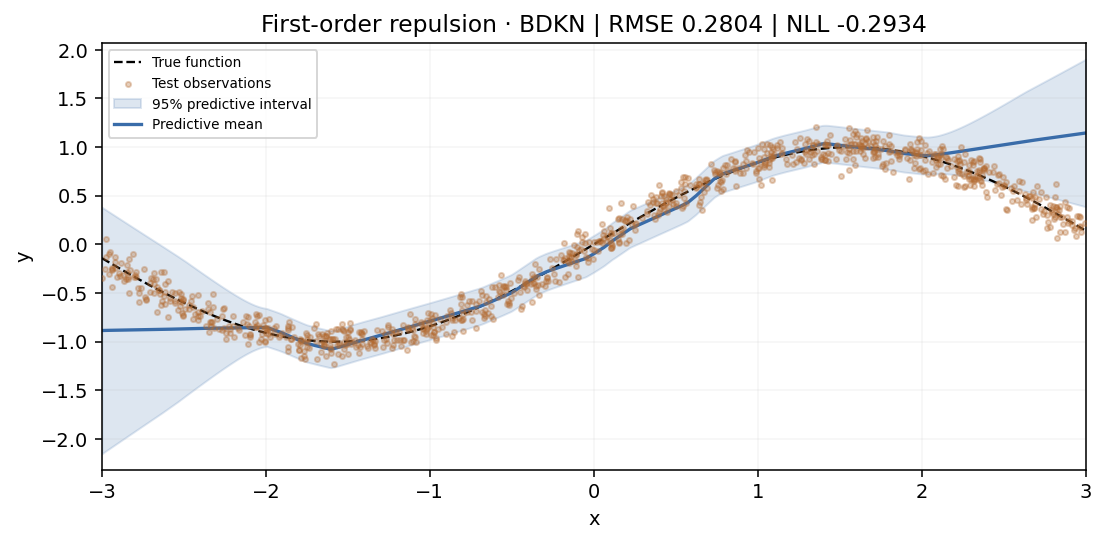 First-order repulsion · BDKN | RMSE 0.2804 | NLL -0.2934
True function
Test observations
95% predictive interval
Predictive mean
y
2.0
1.5
1.0
0.5
0.0
−0.5
−1.0
−1.5
−2.0
−3 −2 −1 0 1 2 3
x